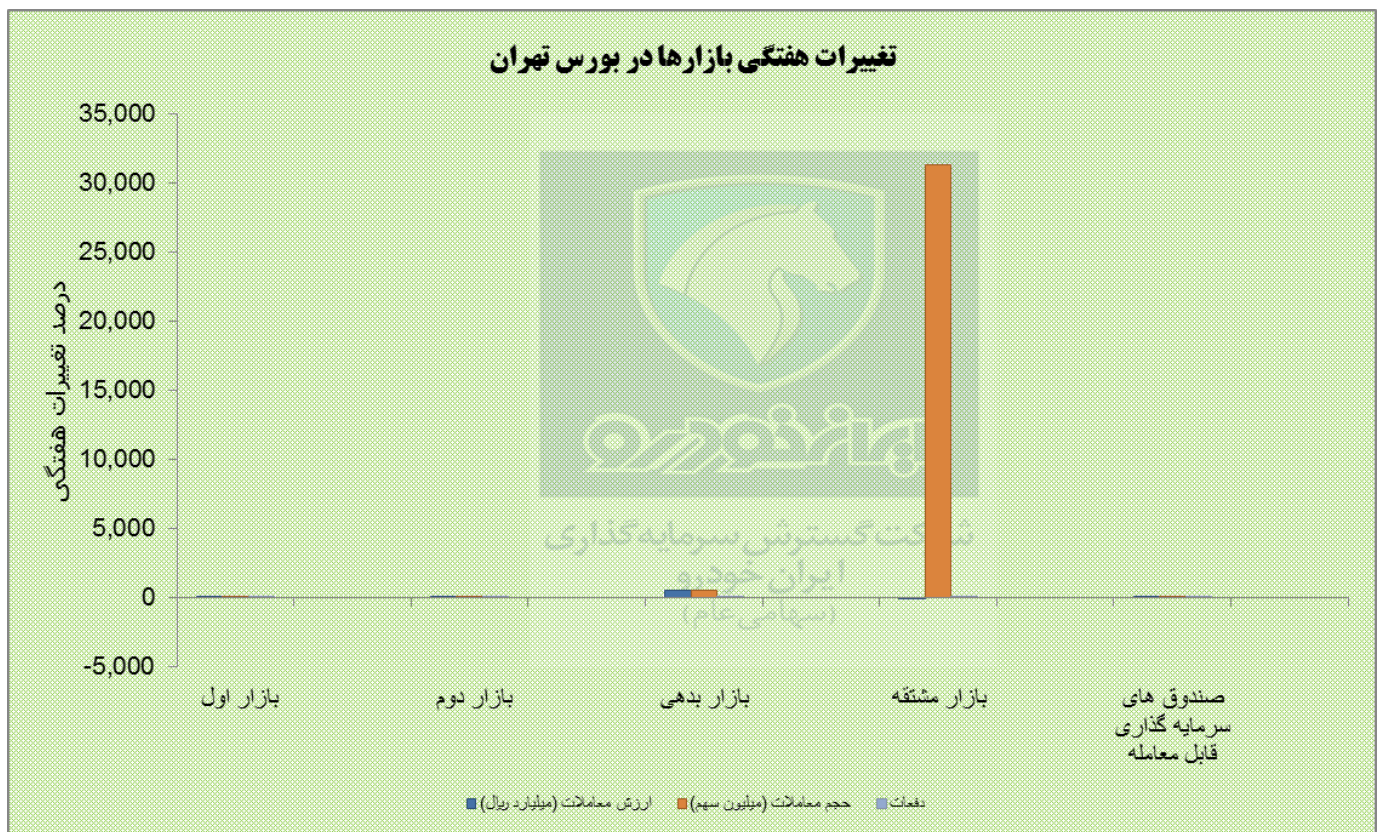 تغییرات هفتگی بازارها در بورس تهران
درصد تغییرات هفتگی
35,000
30,000
25,000
20,000
15,000
10,000
5,000
0
-5,000
ایران خودرو
شرکت گسترش سرمایه گذاری
ایران خودرو
(سهامی عام)
بازار اول
بازار دوم
بازار بدهی
بازار مشتقه
صندوق های
سرمایه گذاری
قابل معامله
ارزش معاملات (میلیارد ریال)
حجم معاملات (میلیون سهم)
دفعات